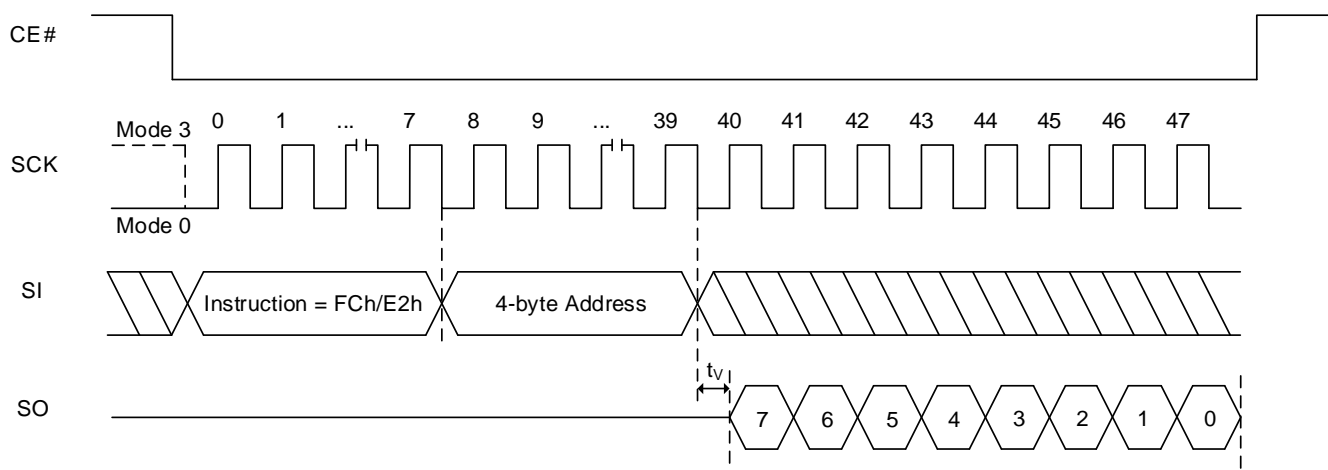 CE#
Mode 3 0 1 ... 7 8 9 ... 39 40 41 42 43 44 45 46 47
SCK
Mode 0
SI Instruction = FCh/E2h 4-byte Address
tV
SO 7 6 5 4 3 2 1 0